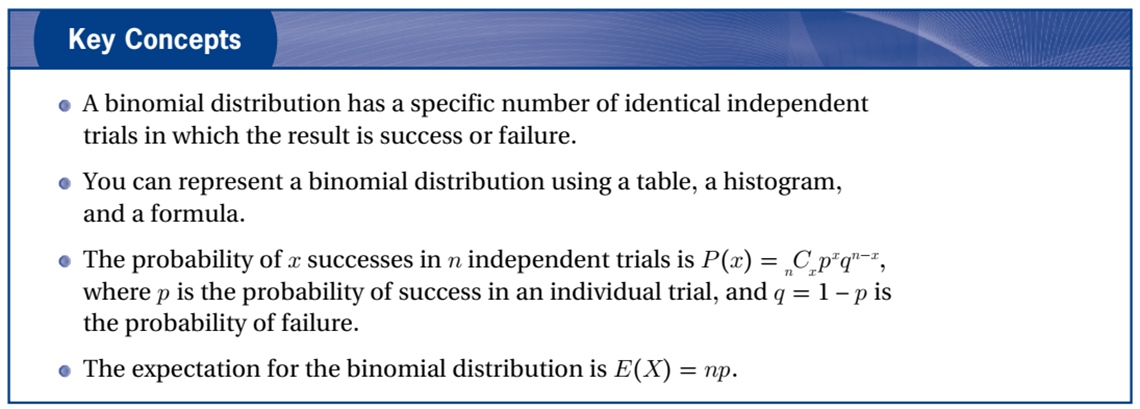 Key Concepts
A binomial distribution has a specific number of identical independent
trials in which the result is success or failure.
You can represent a binomial distribution using a table, a histogram,
and a formula.
The probability of x successes in n independent trials is P(x) = ₙCₓpˣqⁿ⁻ˣ,
where p is the probability of success in an individual trial, and q = 1 – p is
the probability of failure.
The expectation for the binomial distribution is E(X) = np.